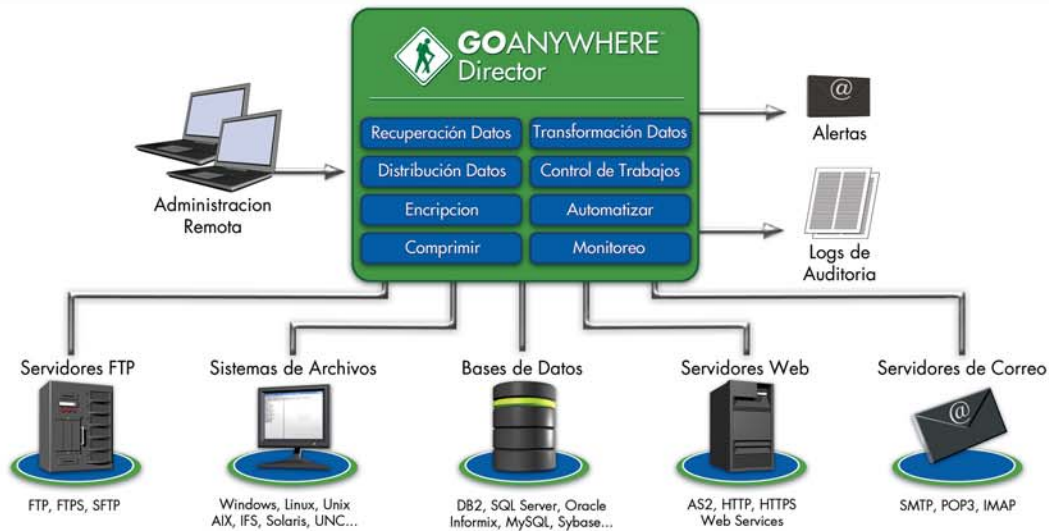 GOANYWHERE™
Director
Recuperación Datos
Transformación Datos
Distribución Datos
Control de Trabajos
Encripcion
Automatizar
Comprimir
Monitoreo
Administracion
Remota
@
Alertas
Logs de
Auditoria
Servidores FTP
FTP, FTPS, SFTP
Sistemas de Archivos
Windows, Linux, Unix
AIX, IFS, Solaris, UNC...
Bases de Datos
DB2, SQL Server, Oracle
Informix, MySQL, Sybase...
Servidores Web
AS2, HTTP, HTTPS
Web Services
Servidores de Correo
@
SMTP, POP3, IMAP